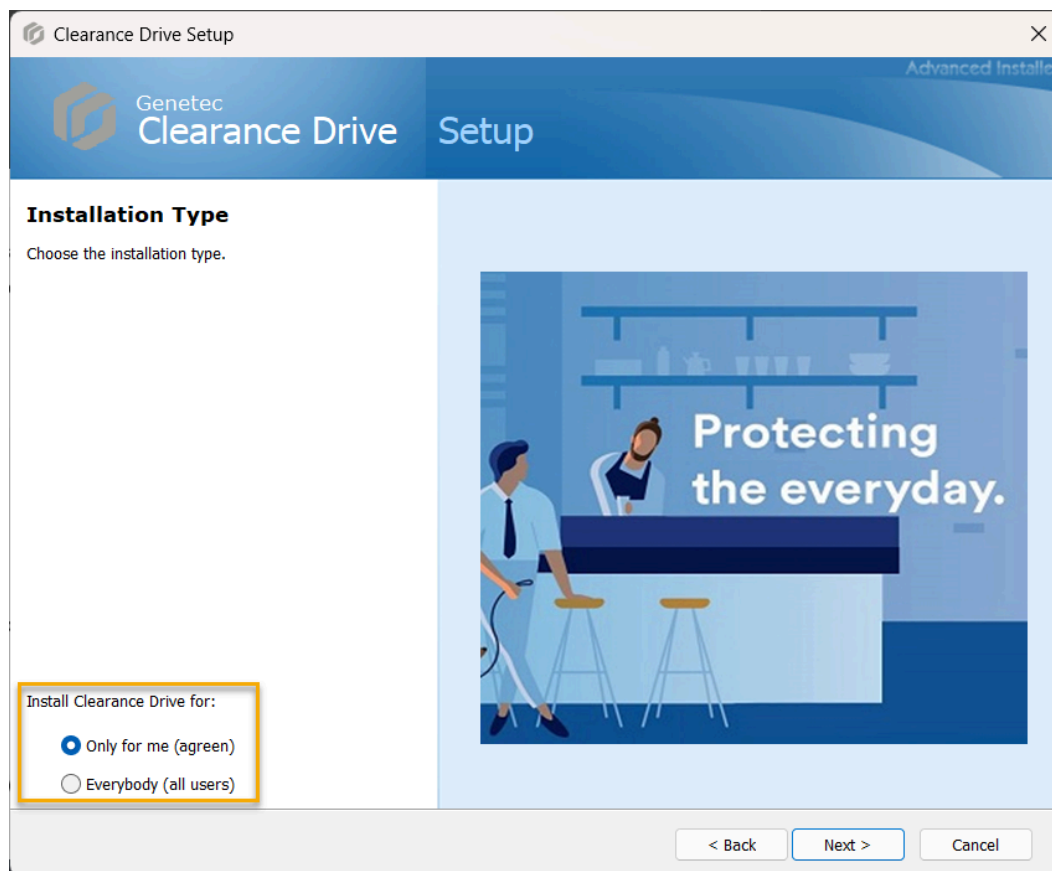 Clearance Drive Setup
Advanced Installe
Genetec
Clearance Drive Setup
Installation Type
Choose the installation type.
Protecting
the everyday.
Install Clearance Drive for:
Only for me (agreen)
Everybody (all users)
< Back Next > Cancel